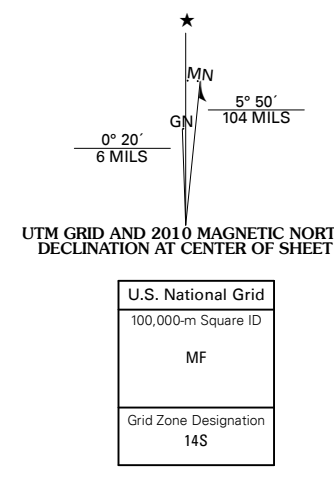 ★
MN
5° 50´
104 MILS
GN
0° 20´
6 MILS
UTM GRID AND 2010 MAGNETIC NORT
DECLINATION AT CENTER OF SHEET
U.S. National Grid
100,000-m Square ID
MF
Grid Zone Designation
14S